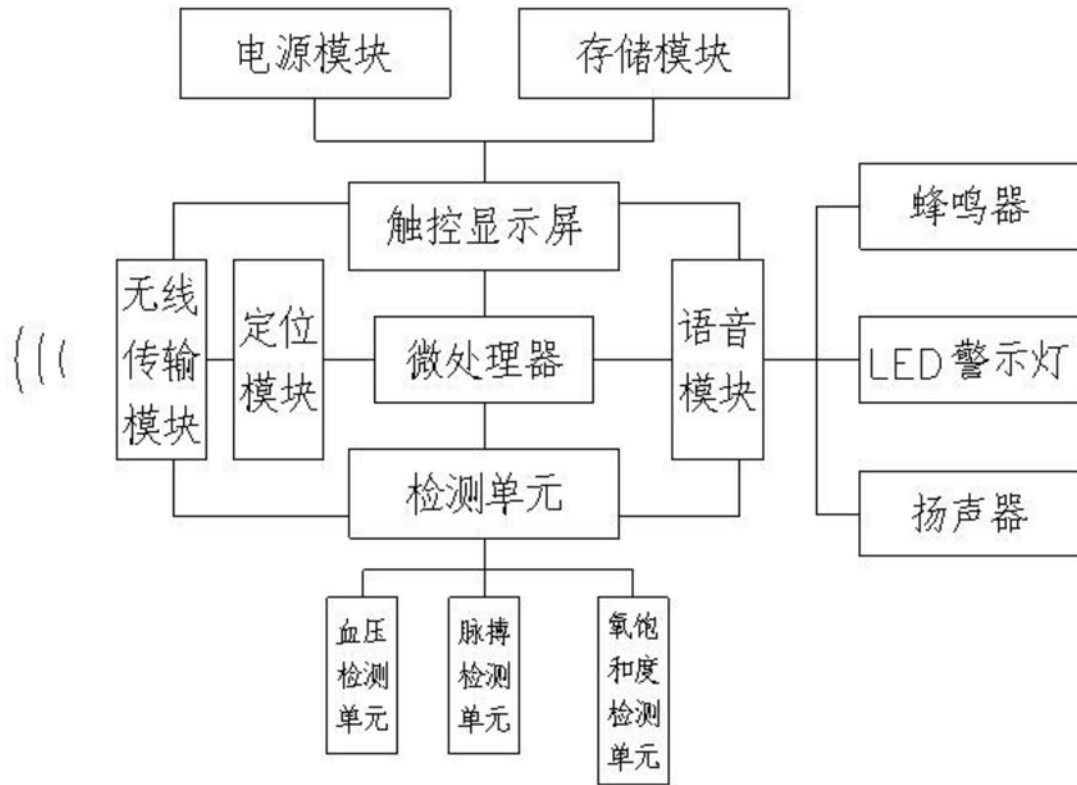 电源模块
存储模块
触控显示屏
蜂鸣器
无线
传输
模块
定位
模块
微处理器
语音
模块
LED 警示灯
检测单元
扬声器
血压
检测
单元
脉搏
检测
单元
氧饱
和度
检测
单元